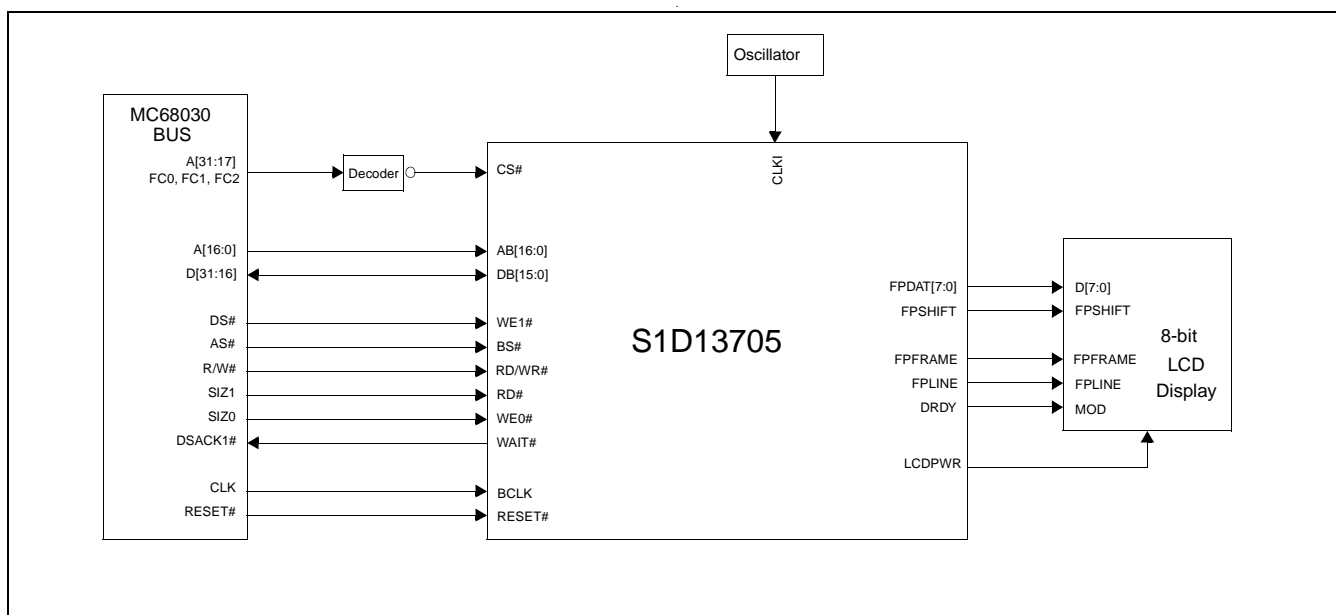 Oscillator
MC68030
BUS
A[31:17]
FC0, FC1, FC2
Decoder
CS#
CLKI
A[16:0]
AB[16:0]
D[31:16]
DB[15:0]
FPDAT[7:0]
D[7:0]
FPSHIFT
FPSHIFT
DS#
WE1#
AS#
BS#
R/W#
RD/WR#
SIZ1
RD#
SIZ0
WE0#
DSACK1#
WAIT#
S1D13705
8-bit
LCD
Display
FPFRAME
FPFRAME
FPLINE
FPLINE
DRDY
MOD
LCDPWR
CLK
BCLK
RESET#
RESET#